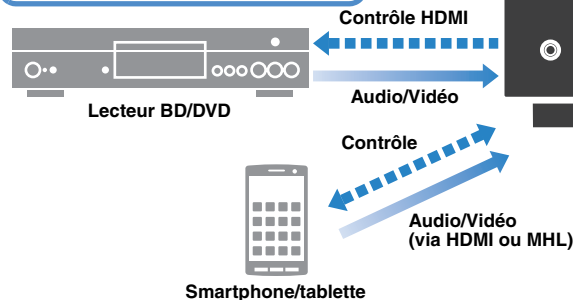 Contrôle HDMI
Audio/Vidéo
Lecteur BD/DVD
Contrôle
Audio/Vidéo
(via HDMI ou MHL)
Smartphone/tablette